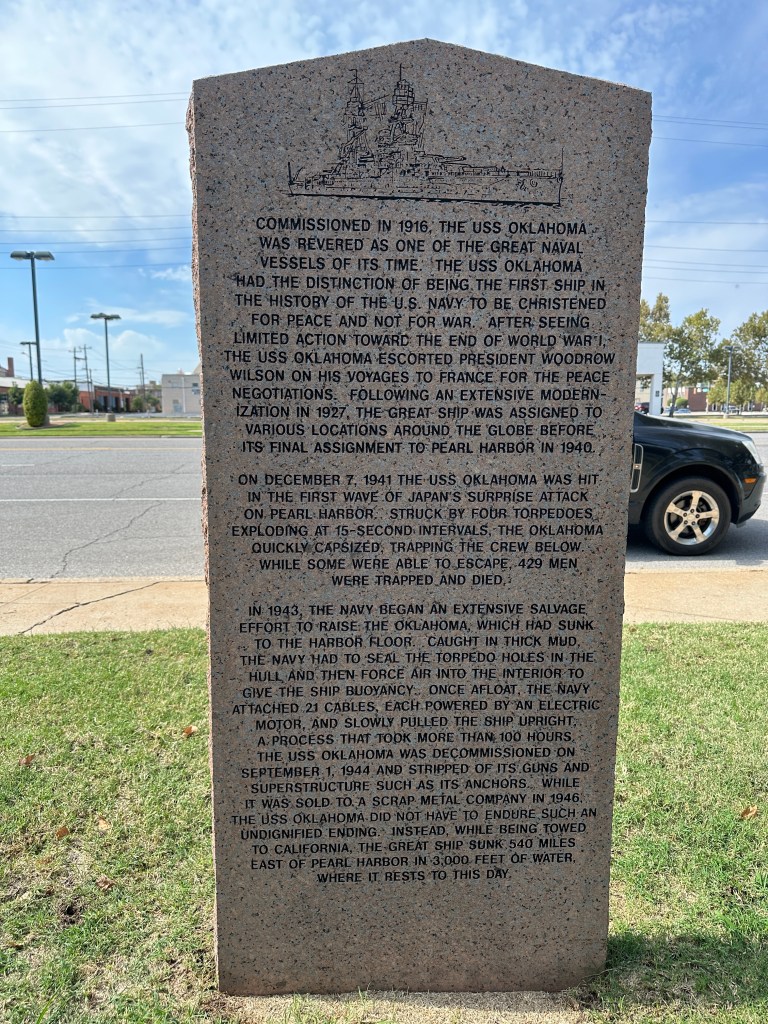 COMMISSIONED IN 1916, THE USS OKLAHOMA
WAS REVERED AS ONE OF THE GREAT NAVAL
VESSELS OF ITS TIME. THE USS OKLAHOMA
HAD THE DISTINCTION OF BEING THE FIRST SHIP IN
THE HISTORY OF THE U.S. NAVY TO BE CHRISTENED
FOR PEACE AND NOT FOR WAR. AFTER SEEING
LIMITED ACTION TOWARD THE END OF WORLD WAR I,
THE USS OKLAHOMA ESCORTED PRESIDENT WOODROW
WILSON ON HIS VOYAGES TO FRANCE FOR THE PEACE
NEGOTIATIONS. FOLLOWING AN EXTENSIVE MODERN-
IZATION IN 1927, THE GREAT SHIP WAS ASSIGNED TO
VARIOUS LOCATIONS AROUND THE GLOBE BEFORE
ITS FINAL ASSIGNMENT TO PEARL HARBOR IN 1940.
ON DECEMBER 7, 1941 THE USS OKLAHOMA WAS HIT
IN THE FIRST WAVE OF JAPAN'S SURPRISE ATTACK
ON PEARL HARBOR. STRUCK BY FOUR TORPEDOES
EXPLODING AT 15-SECOND INTERVALS, THE OKLAHOMA
QUICKLY CAPSIZED, TRAPPING THE CREW BELOW.
WHILE SOME WERE ABLE TO ESCAPE, 429 MEN
WERE TRAPPED AND DIED.
IN 1943, THE NAVY BEGAN AN EXTENSIVE SALVAGE
EFFORT TO RAISE THE OKLAHOMA, WHICH HAD SUNK
TO THE HARBOR FLOOR. CAUGHT IN THICK MUD,
THE NAVY HAD TO SEAL THE TORPEDO HOLES IN THE
HULL AND THEN FORCE AIR INTO THE INTERIOR TO
GIVE THE SHIP BUOYANCY. ONCE AFLOAT, THE NAVY
ATTACHED 21 CABLES, EACH POWERED BY AN ELECTRIC
MOTOR, AND SLOWLY PULLED THE SHIP UPRIGHT,
A PROCESS THAT TOOK MORE THAN 100 HOURS.
THE USS OKLAHOMA WAS DECOMMISSIONED ON
SEPTEMBER 1, 1944 AND STRIPPED OF ITS GUNS AND
SUPERSTRUCTURE SUCH AS ITS ANCHORS. WHILE
IT WAS SOLD TO A SCRAP METAL COMPANY IN 1946,
THE USS OKLAHOMA DID NOT HAVE TO ENDURE SUCH AN
UNDIGNIFIED ENDING. INSTEAD, WHILE BEING TOWED
TO CALIFORNIA, THE GREAT SHIP SUNK 540 MILES
EAST OF PEARL HARBOR IN 3,000 FEET OF WATER,
WHERE IT RESTS TO THIS DAY.